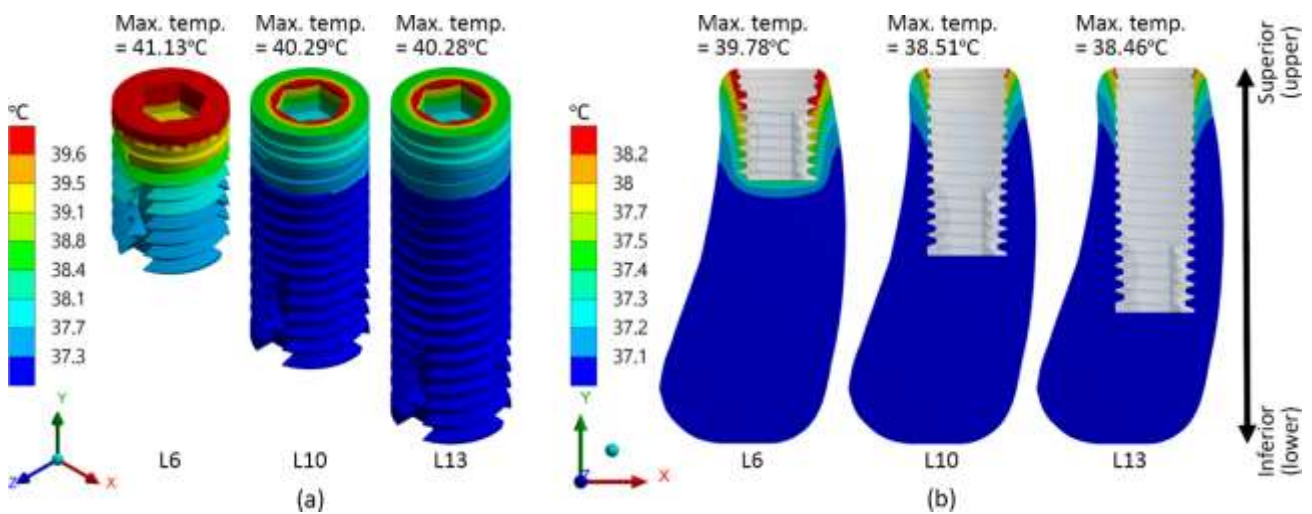 Max. temp.
= 41.13°C
Max. temp.
= 40.29°C
Max. temp.
= 40.28°C
°C
39.6
39.5
39.1
38.8
38.4
38.1
37.7
37.3
Y
Z
X
L6
L10
L13
(a)
Max. temp.
= 39.78°C
Max. temp.
= 38.51°C
Max. temp.
= 38.46°C
°C
38.2
38
37.7
37.5
37.4
37.3
37.2
37.1
Y
Z
X
L6
L10
L13
(b)
Superior
(upper)
Inferior
(lower)